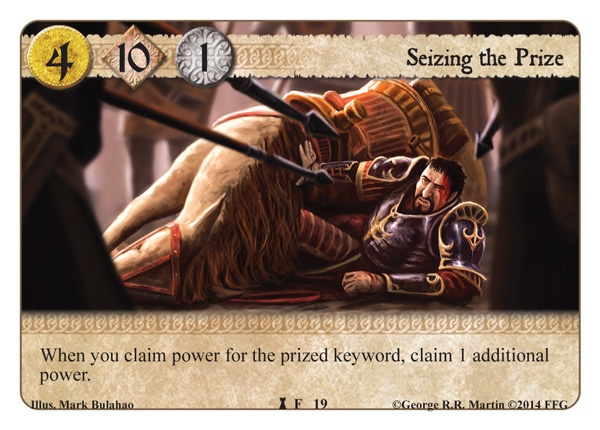 4 10 1 Seizing the Prize
When you claim power for the prized keyword, claim 1 additional
power.
Illus. Mark Bulahao F 19 ©George R.R. Martin ©2014 FFG